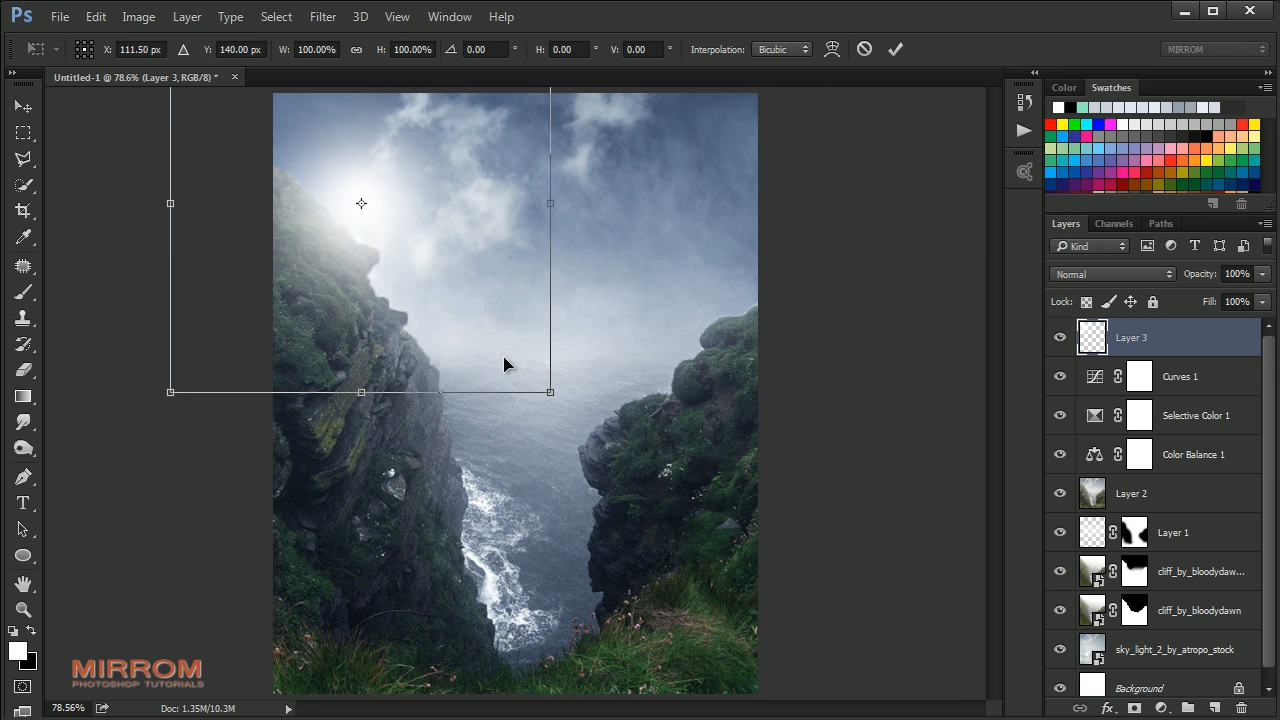 Ps File Edit Image Layer Type Select Filter 3D View Window Help
X: 111.50 px Y: 140.00 px W: 100.00% H: 100.00% 0.00 ° H: 0.00 ° V: 0.00 ° Interpolation: Bicubic MIRROM
Untitled-1 @ 78.6% (Layer 3, RGB/8) * ×
Color Swatches
Layers Channels Paths
Kind
Normal Opacity: 100%
Lock: Fill: 100%
Layer 3
Curves 1
Selective Color 1
Color Balance 1
Layer 2
Layer 1
cliff_by_bloodydaw...
cliff_by_bloodydawn
sky_light_2_by_atropo_stock
Background
MIRROM
PHOTOSHOP TUTORIALS
78.56% Doc: 1.35M/10.3M
fx